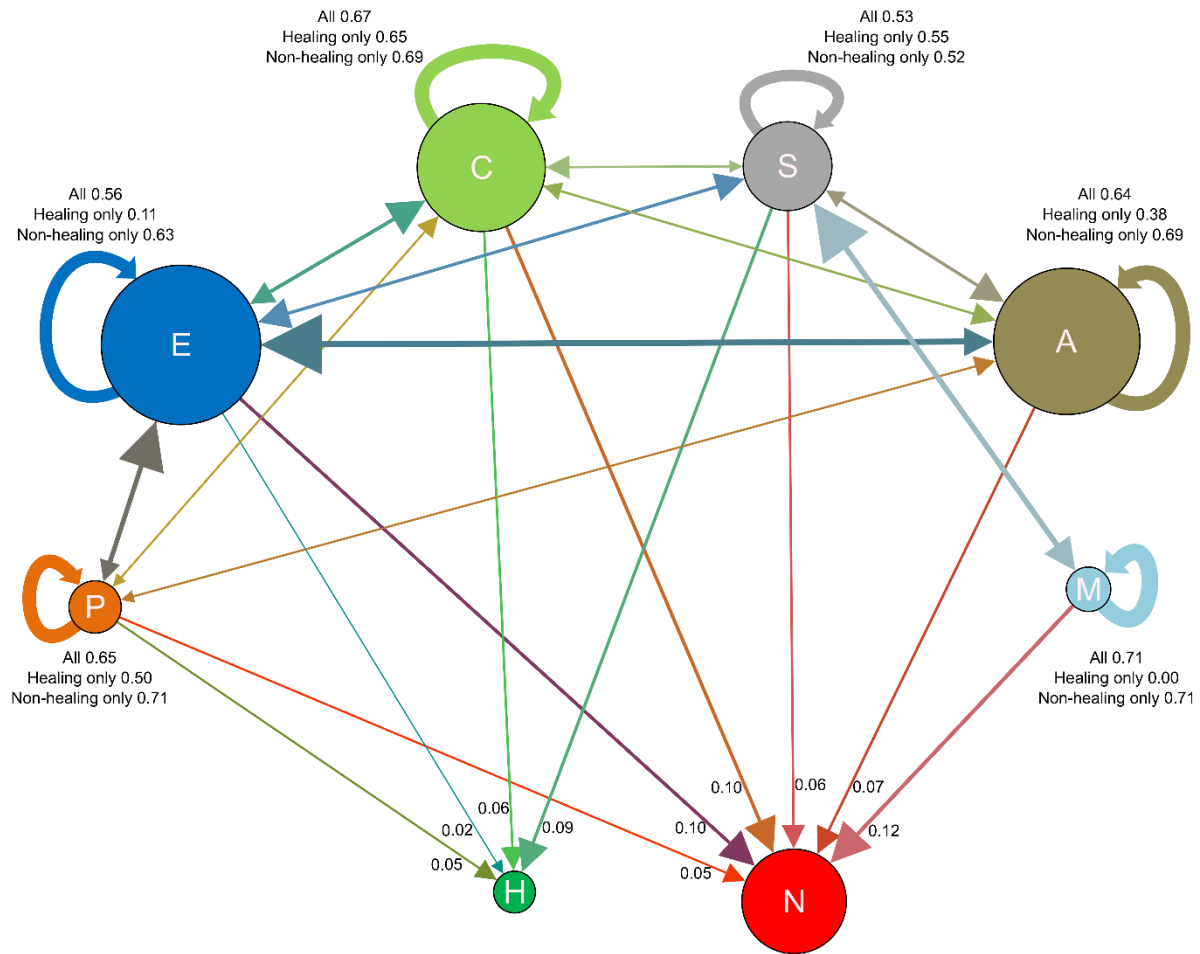 All 0.67
Healing only 0.65
Non-healing only 0.69
All 0.53
Healing only 0.55
Non-healing only 0.52
C
S
All 0.56
Healing only 0.11
Non-healing only 0.63
All 0.64
Healing only 0.38
Non-healing only 0.69
E
A
P
M
All 0.65
Healing only 0.50
Non-healing only 0.71
All 0.71
Healing only 0.00
Non-healing only 0.71
0.05
0.02
0.06
0.09
0.05
0.10
0.10
0.06
0.07
0.12
H
N